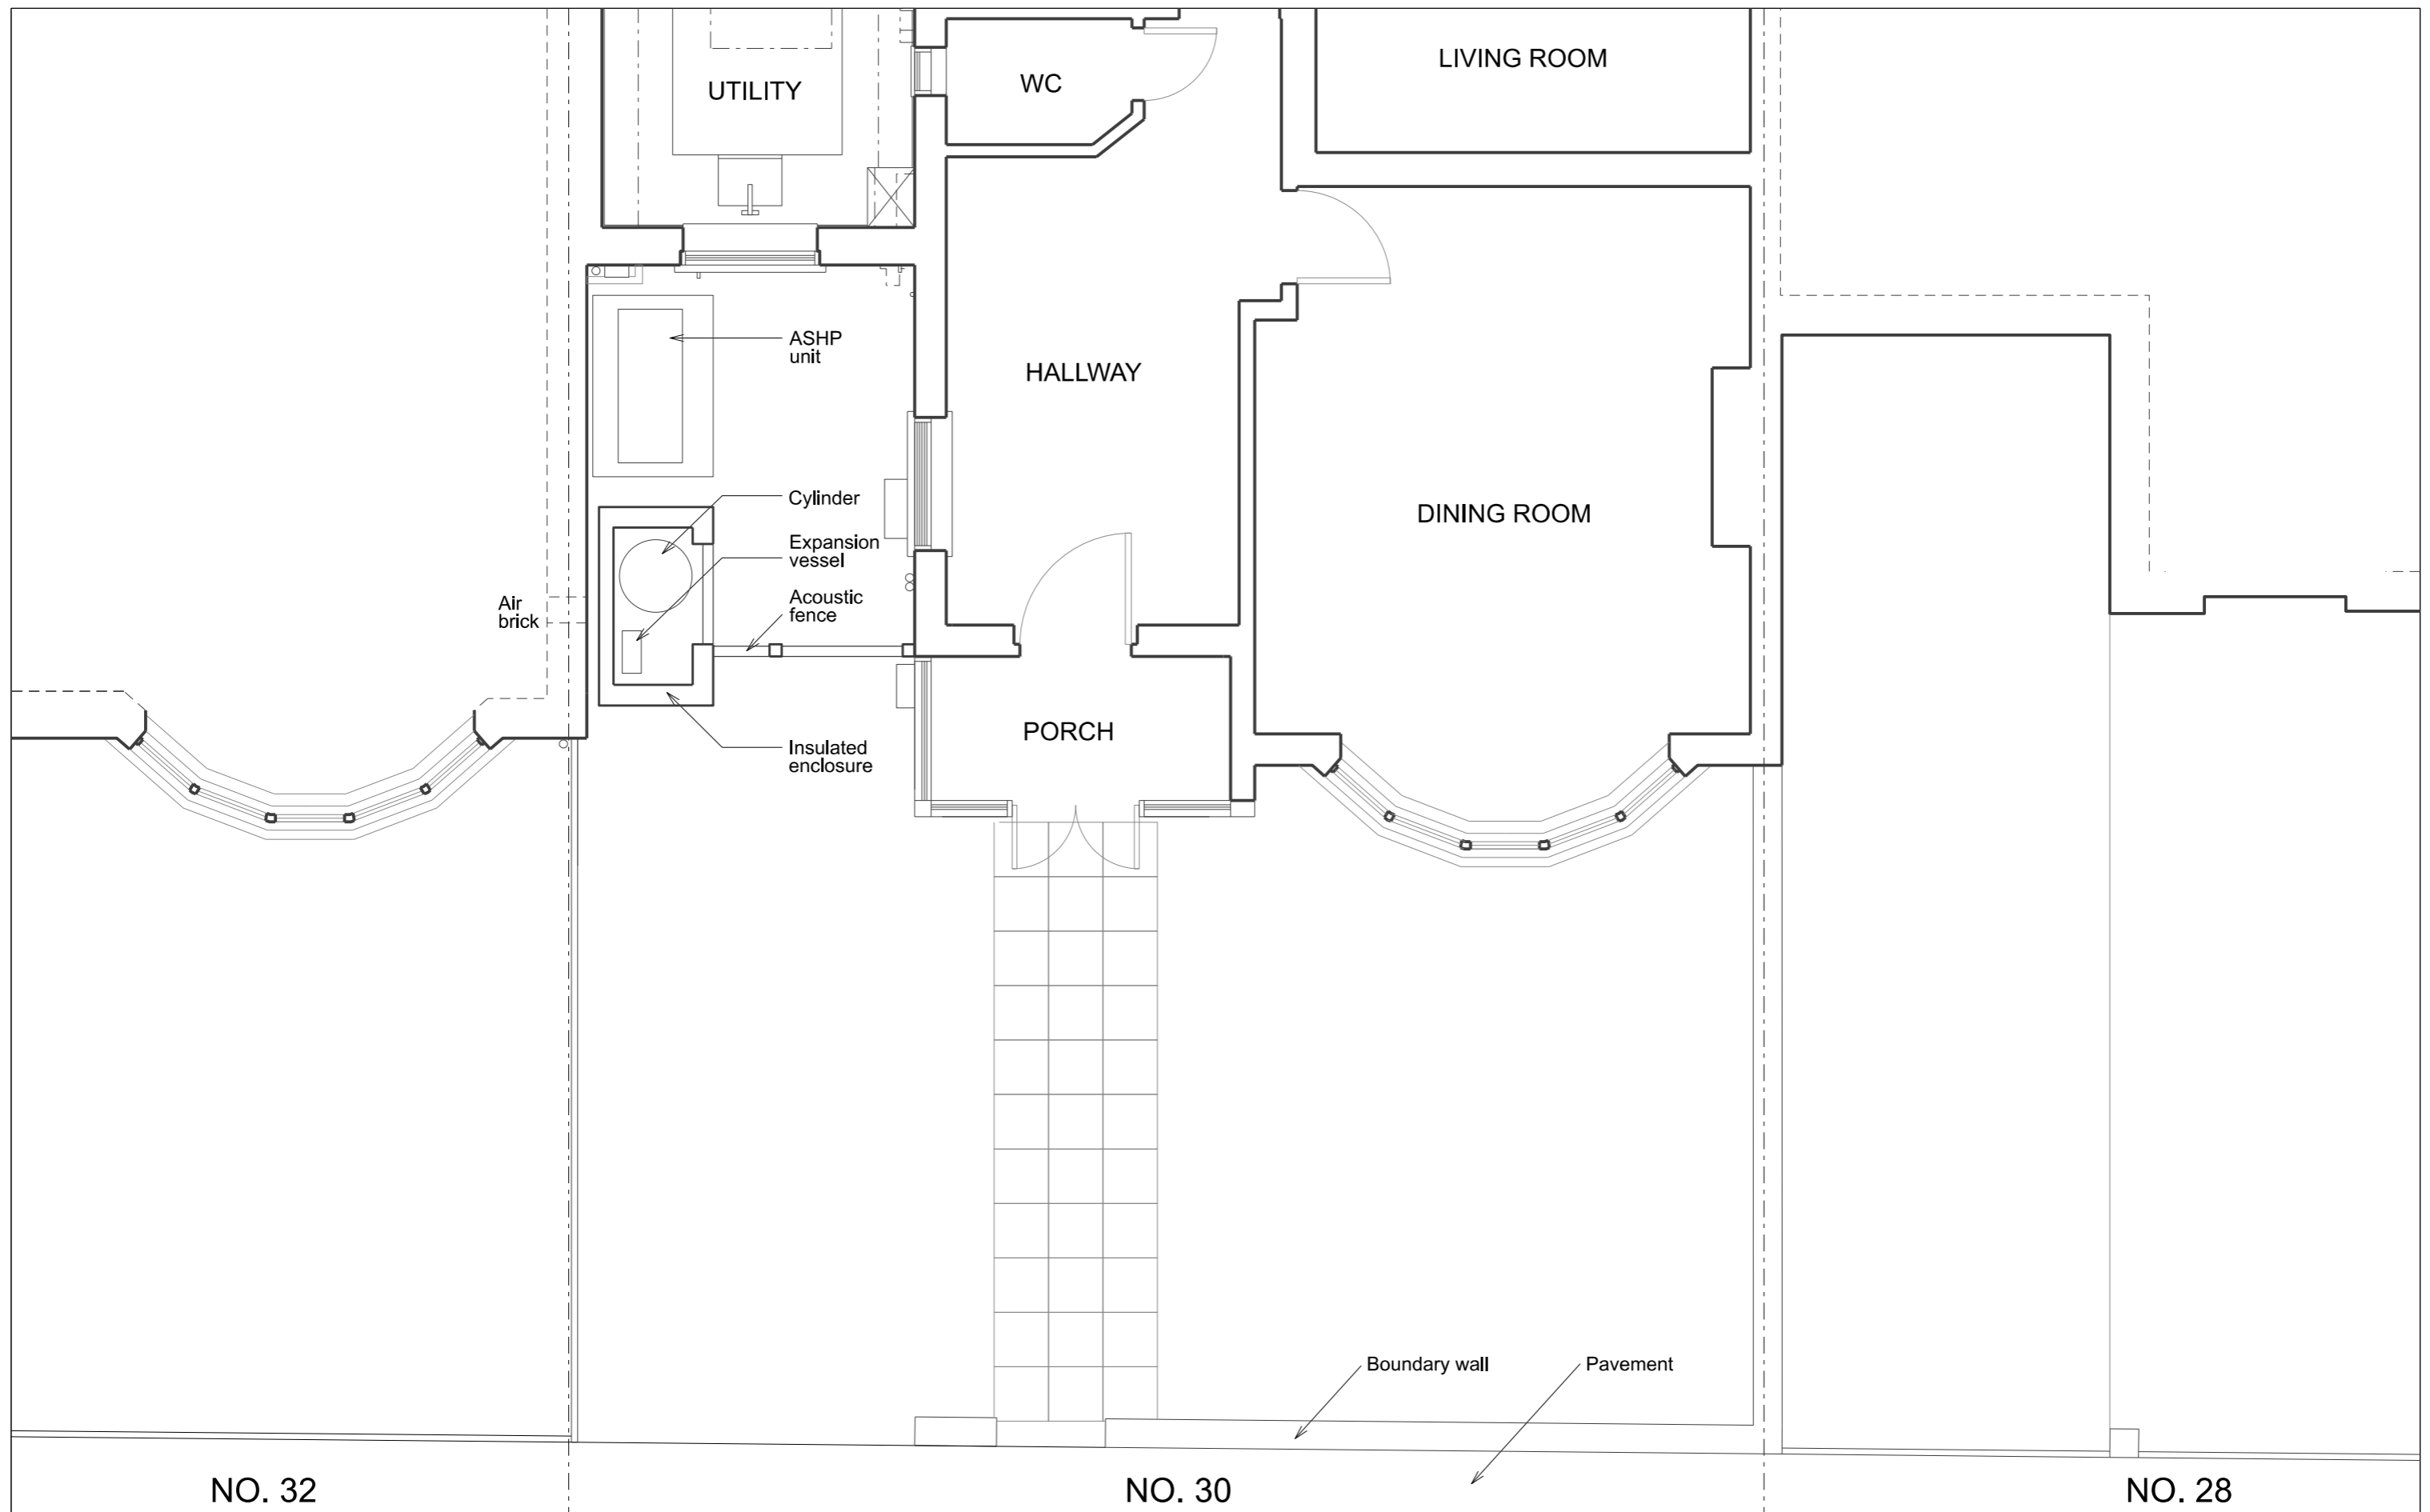 LIVING ROOM
WC
UTILITY
ASHP
unit
HALLWAY
Cylinder
DINING ROOM
Expansion
vessel
Acoustic
fence
Air
brick
PORCH
Insulated
enclosure
Boundary wall
Pavement
NO. 32
NO. 30
NO. 28